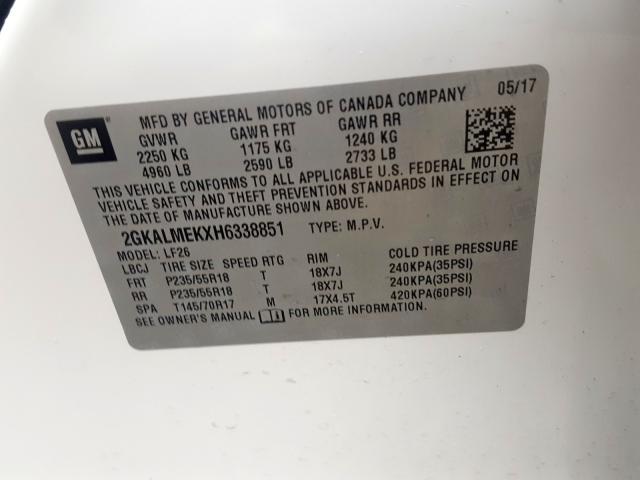 GM
MFD BY GENERAL MOTORS OF CANADA COMPANY 05/17
GVWR GAWR FRT GAWR RR
2250 KG 1175 KG 1240 KG
4960 LB 2590 LB 2733 LB
THIS VEHICLE CONFORMS TO ALL APPLICABLE U.S. FEDERAL MOTOR
VEHICLE SAFETY AND THEFT PREVENTION STANDARDS IN EFFECT ON
THE DATE OF MANUFACTURE SHOWN ABOVE.
2GKALMEKXH6338851 TYPE: M.P.V.
MODEL: LF26
LBCJ TIRE SIZE SPEED RTG RIM COLD TIRE PRESSURE
FRT P235/55R18 T 18X7J 240KPA(35PSI)
RR P235/55R18 T 18X7J 240KPA(35PSI)
SPA T145/70R17 M 17X4.5T 420KPA(60PSI)
SEE OWNER'S MANUAL FOR MORE INFORMATION.